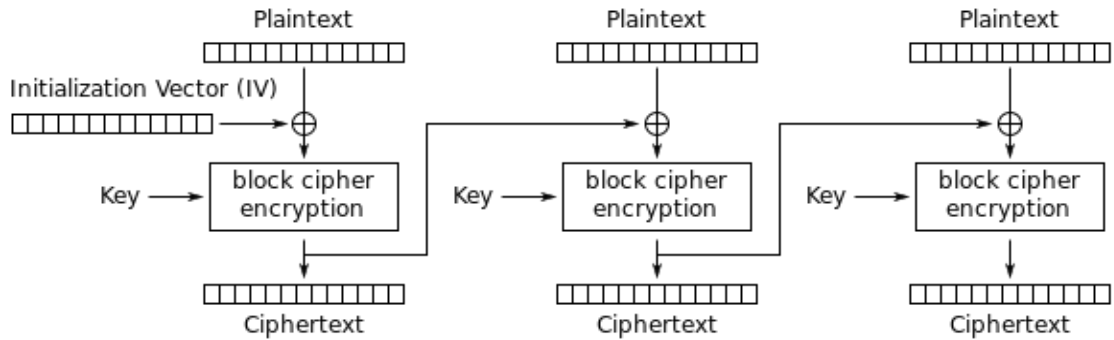 Plaintext
Plaintext
Plaintext
Initialization Vector (IV)
Key
block cipher
encryption
Key
block cipher
encryption
Key
block cipher
encryption
Ciphertext
Ciphertext
Ciphertext